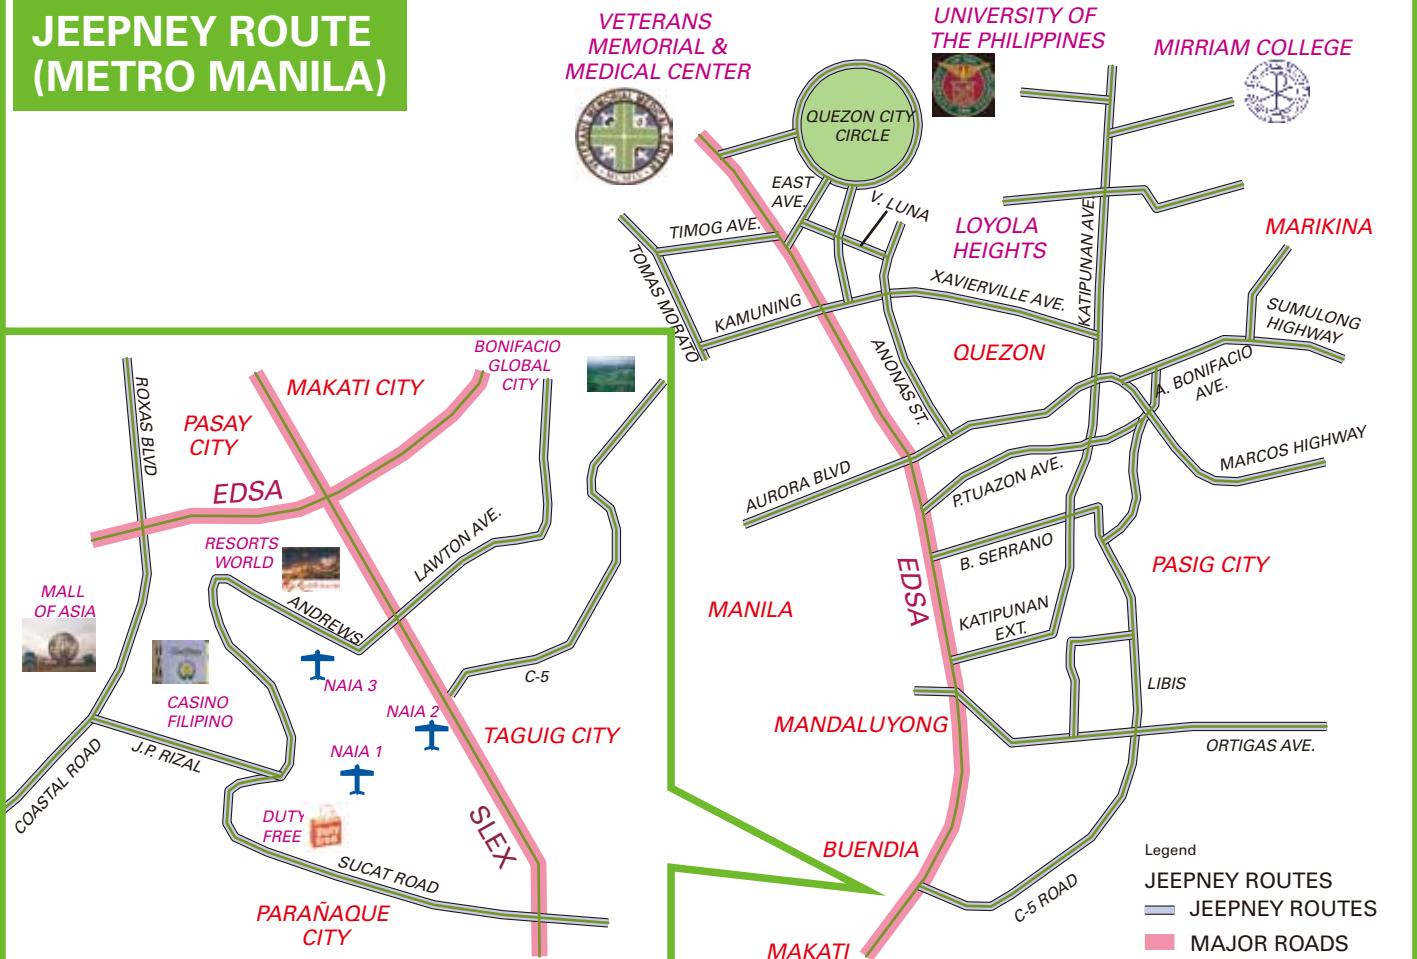 JEEPNEY ROUTE
(METRO MANILA)
VETERANS
MEMORIAL &
MEDICAL CENTER
UNIVERSITY OF
THE PHILIPPINES
MIRRIAM COLLEGE
QUEZON CITY
CIRCLE
EAST
AVE.
V. LUNA
TIMOG AVE.
TOMAS MORATO
KAMUNING
LOYOLA
HEIGHTS
XAVIERVILLE AVE.
KATIPUNAN AVE.
MARIKINA
SUMULONG
HIGHWAY
QUEZON
ANONAS ST.
A. BONIFACIO
AVE.
MARCOS HIGHWAY
AURORA BLVD
P.TUAZON AVE.
B. SERRANO
PASIG CITY
EDSA
MANILA
KATIPUNAN
EXT.
LIBIS
MANDALUYONG
ORTIGAS AVE.
BUENDIA
C-5 ROAD
MAKATI
BONIFACIO
GLOBAL
CITY
MAKATI CITY
ROXAS BLVD
PASAY
CITY
EDSA
RESORTS
WORLD
LAWTON AVE.
MALL
OF ASIA
ANDREWS
NAIA 3
C-5
CASINO
FILIPINO
NAIA 2
TAGUIG CITY
NAIA 1
J.P. RIZAL
COASTAL ROAD
DUTY
FREE
SLEX
SUCAT ROAD
PARAÑAQUE
CITY
Legend
JEEPNEY ROUTES
JEEPNEY ROUTES
MAJOR ROADS